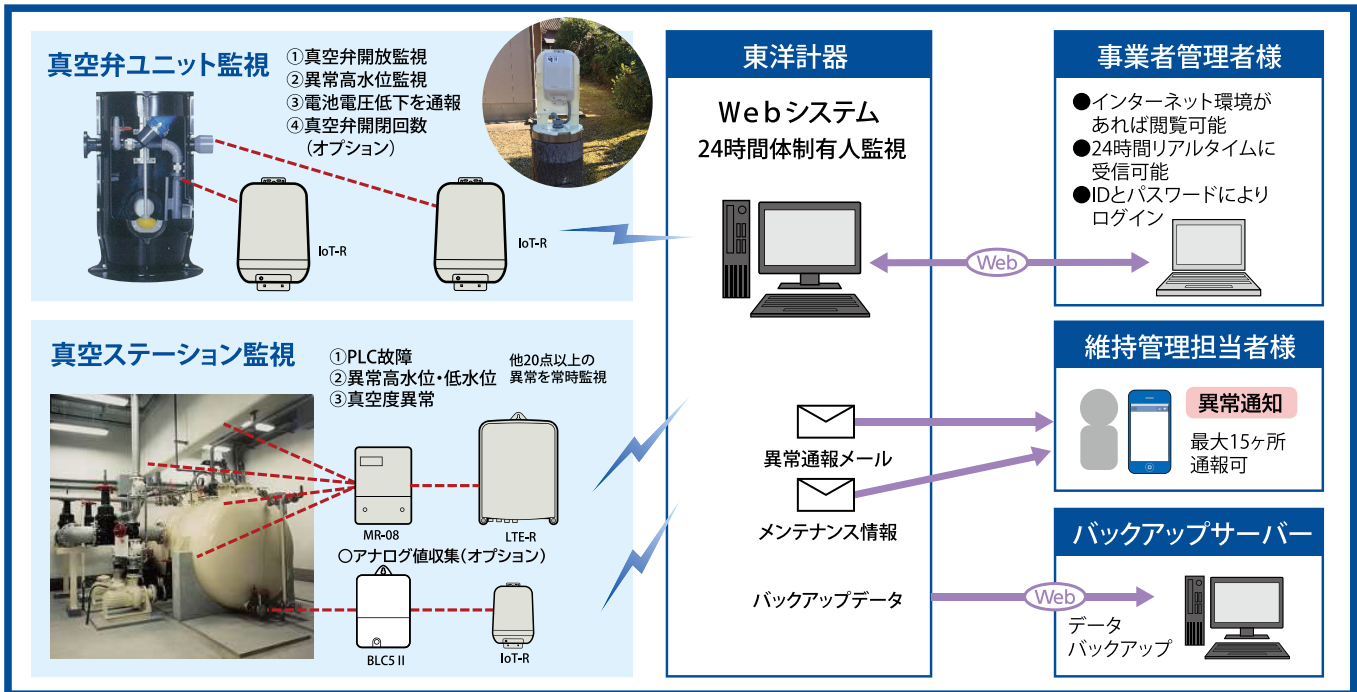 真空弁ユニット監視
①真空弁開放監視
②異常高水位監視
③電池電圧低下を通報
④真空弁開閉回数
(オプション)
IoT-R
IoT-R
真空ステーション監視
①PLC故障
②異常高水位・低水位
③真空度異常
他20点以上の
異常を常時監視
MR-08
LTE-R
〇アナログ値収集(オプション)
BLC5 II
IoT-R
東洋計器
Webシステム
24時間体制有人監視
異常通報メール
メンテナンス情報
バックアップデータ
Web
Web
事業者管理者様
●インターネット環境が
あれば閲覧可能
●24時間リアルタイムに
受信可能
●IDとパスワードにより
ログイン
維持管理担当者様
異常通知
最大15ヶ所
通報可
バックアップサーバー
データ
バックアップ